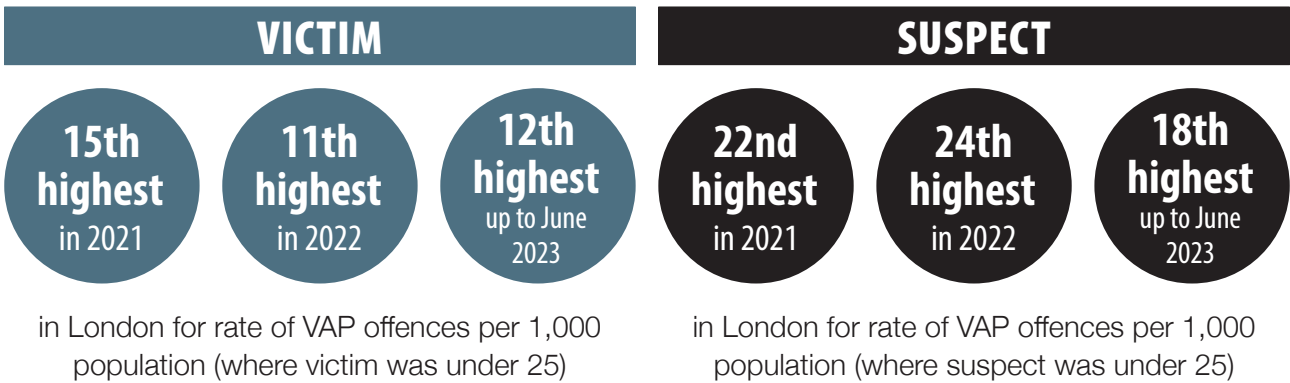 VICTIM
15th
highest
in 2021
11th
highest
in 2022
12th
highest
up to June
2023
in London for rate of VAP offences per 1,000
population (where victim was under 25)
SUSPECT
22nd
highest
in 2021
24th
highest
in 2022
18th
highest
up to June
2023
in London for rate of VAP offences per 1,000
population (where suspect was under 25)